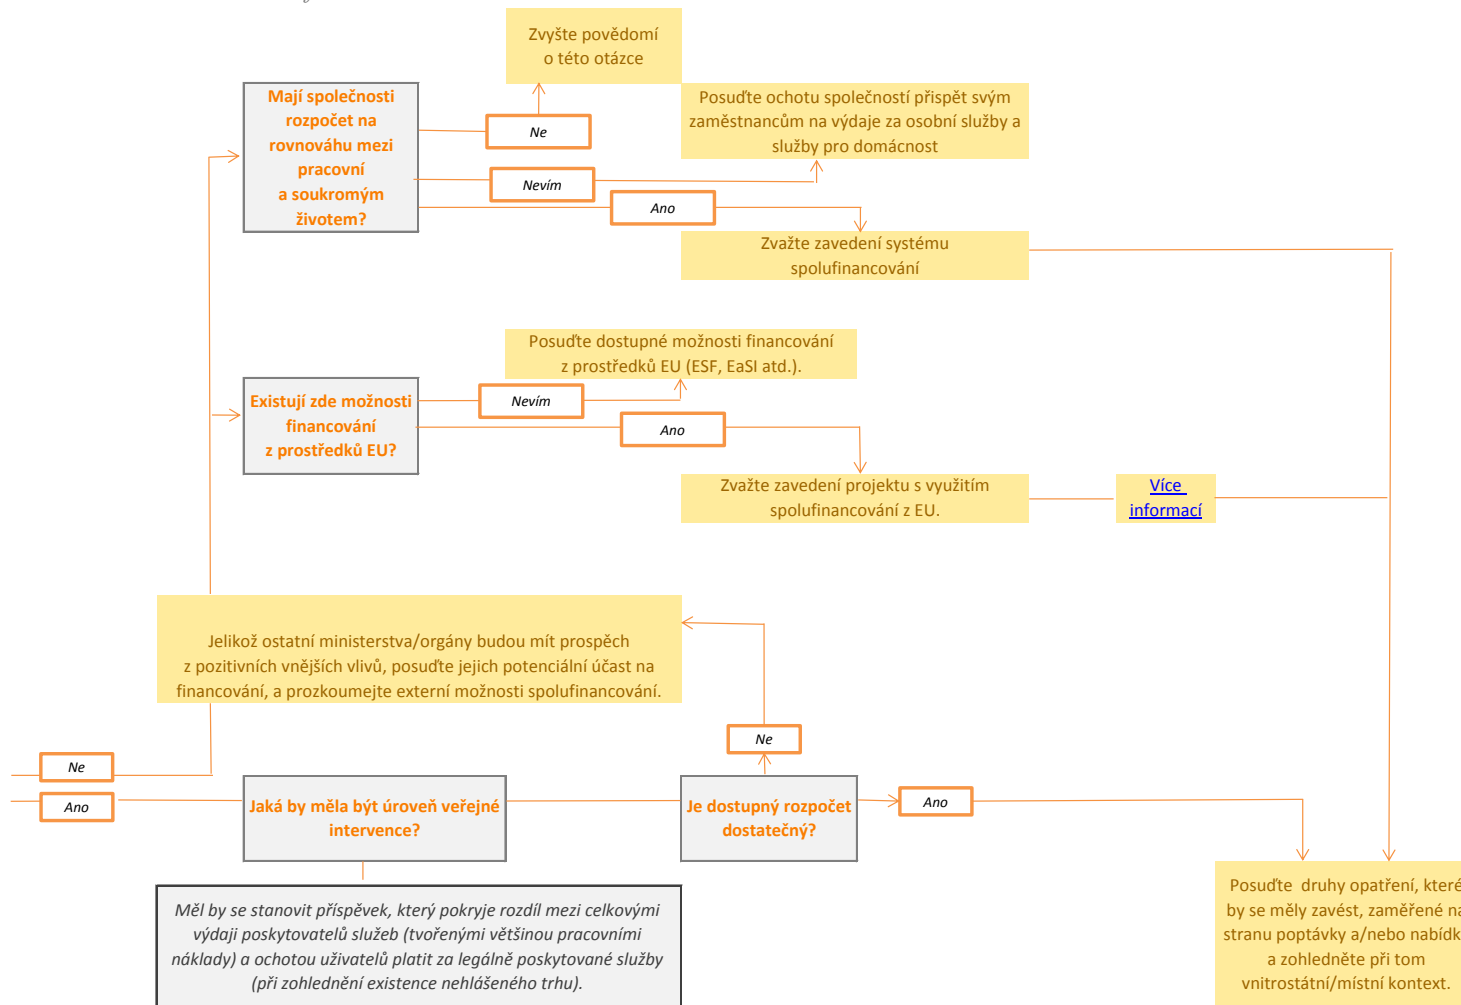 Zvyšte povědomí
o této otázce
Mají společnosti
rozpočet na
rovnováhu mezi
pracovní
a soukromým
životem?
Ne
Posuďte ochotu společností přispět svým
zaměstnancům na výdaje za osobní služby a
služby pro domácnost
Nevím
Ano
Zvažte zavedení systému
spolufinancování
Posuďte dostupné možnosti financování
z prostředků EU (ESF, EaSI atd.).
Existují zde možnosti
financování
z prostředků EU?
Nevím
Ano
Zvažte zavedení projektu s využitím
spolufinancování z EU.
Více
informací
Jelikož ostatní ministerstva/orgány budou mít prospěch
z pozitivních vnějších vlivů, posuďte jejich potenciální účast na
financování, a prozkoumejte externí možnosti spolufinancování.
Ne
Ne
Ano
Jaká by měla být úroveň veřejné
intervence?
Je dostupný rozpočet
dostatečný?
Ano
Měl by se stanovit příspěvek, který pokryje rozdíl mezi celkovými
výdaji poskytovatelů služeb (tvořenými většinou pracovními
náklady) a ochotou uživatelů platit za legálně poskytované služby
(při zohlednění existence nehlášeného trhu).
Posuďte druhy opatření, které
by se měly zavést, zaměřené na
stranu poptávky a/nebo nabídk
a zohledněte při tom
vnitrostátní/místní kontext.